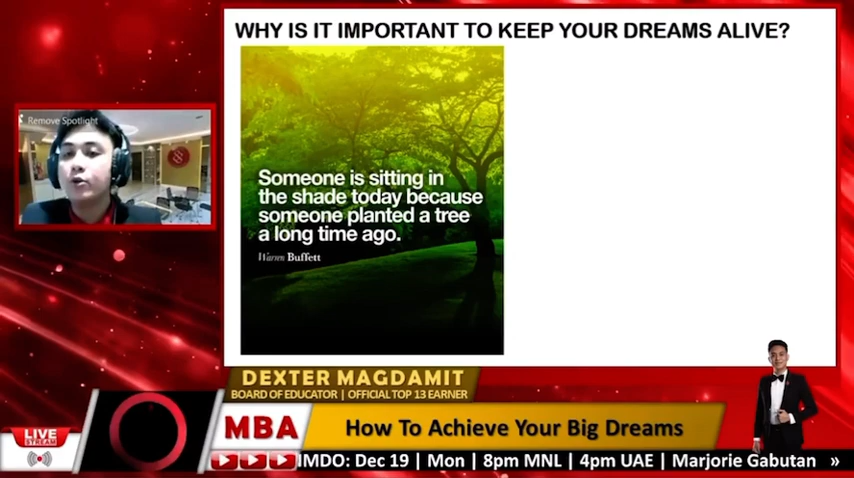 WHY IS IT IMPORTANT TO KEEP YOUR DREAMS ALIVE?
Remove Spotlight
Someone is sitting in
the shade today because
someone planted a tree
a long time ago.
Warren Buffett
DEXTER MAGDAMIT
BOARD OF EDUCATOR | OFFICIAL TOP 13 EARNER
LIVE
STREAM
MBA
How To Achieve Your Big Dreams
IMDO: Dec 19 | Mon | 8pm MNL | 4pm UAE | Marjorie Gabutan »